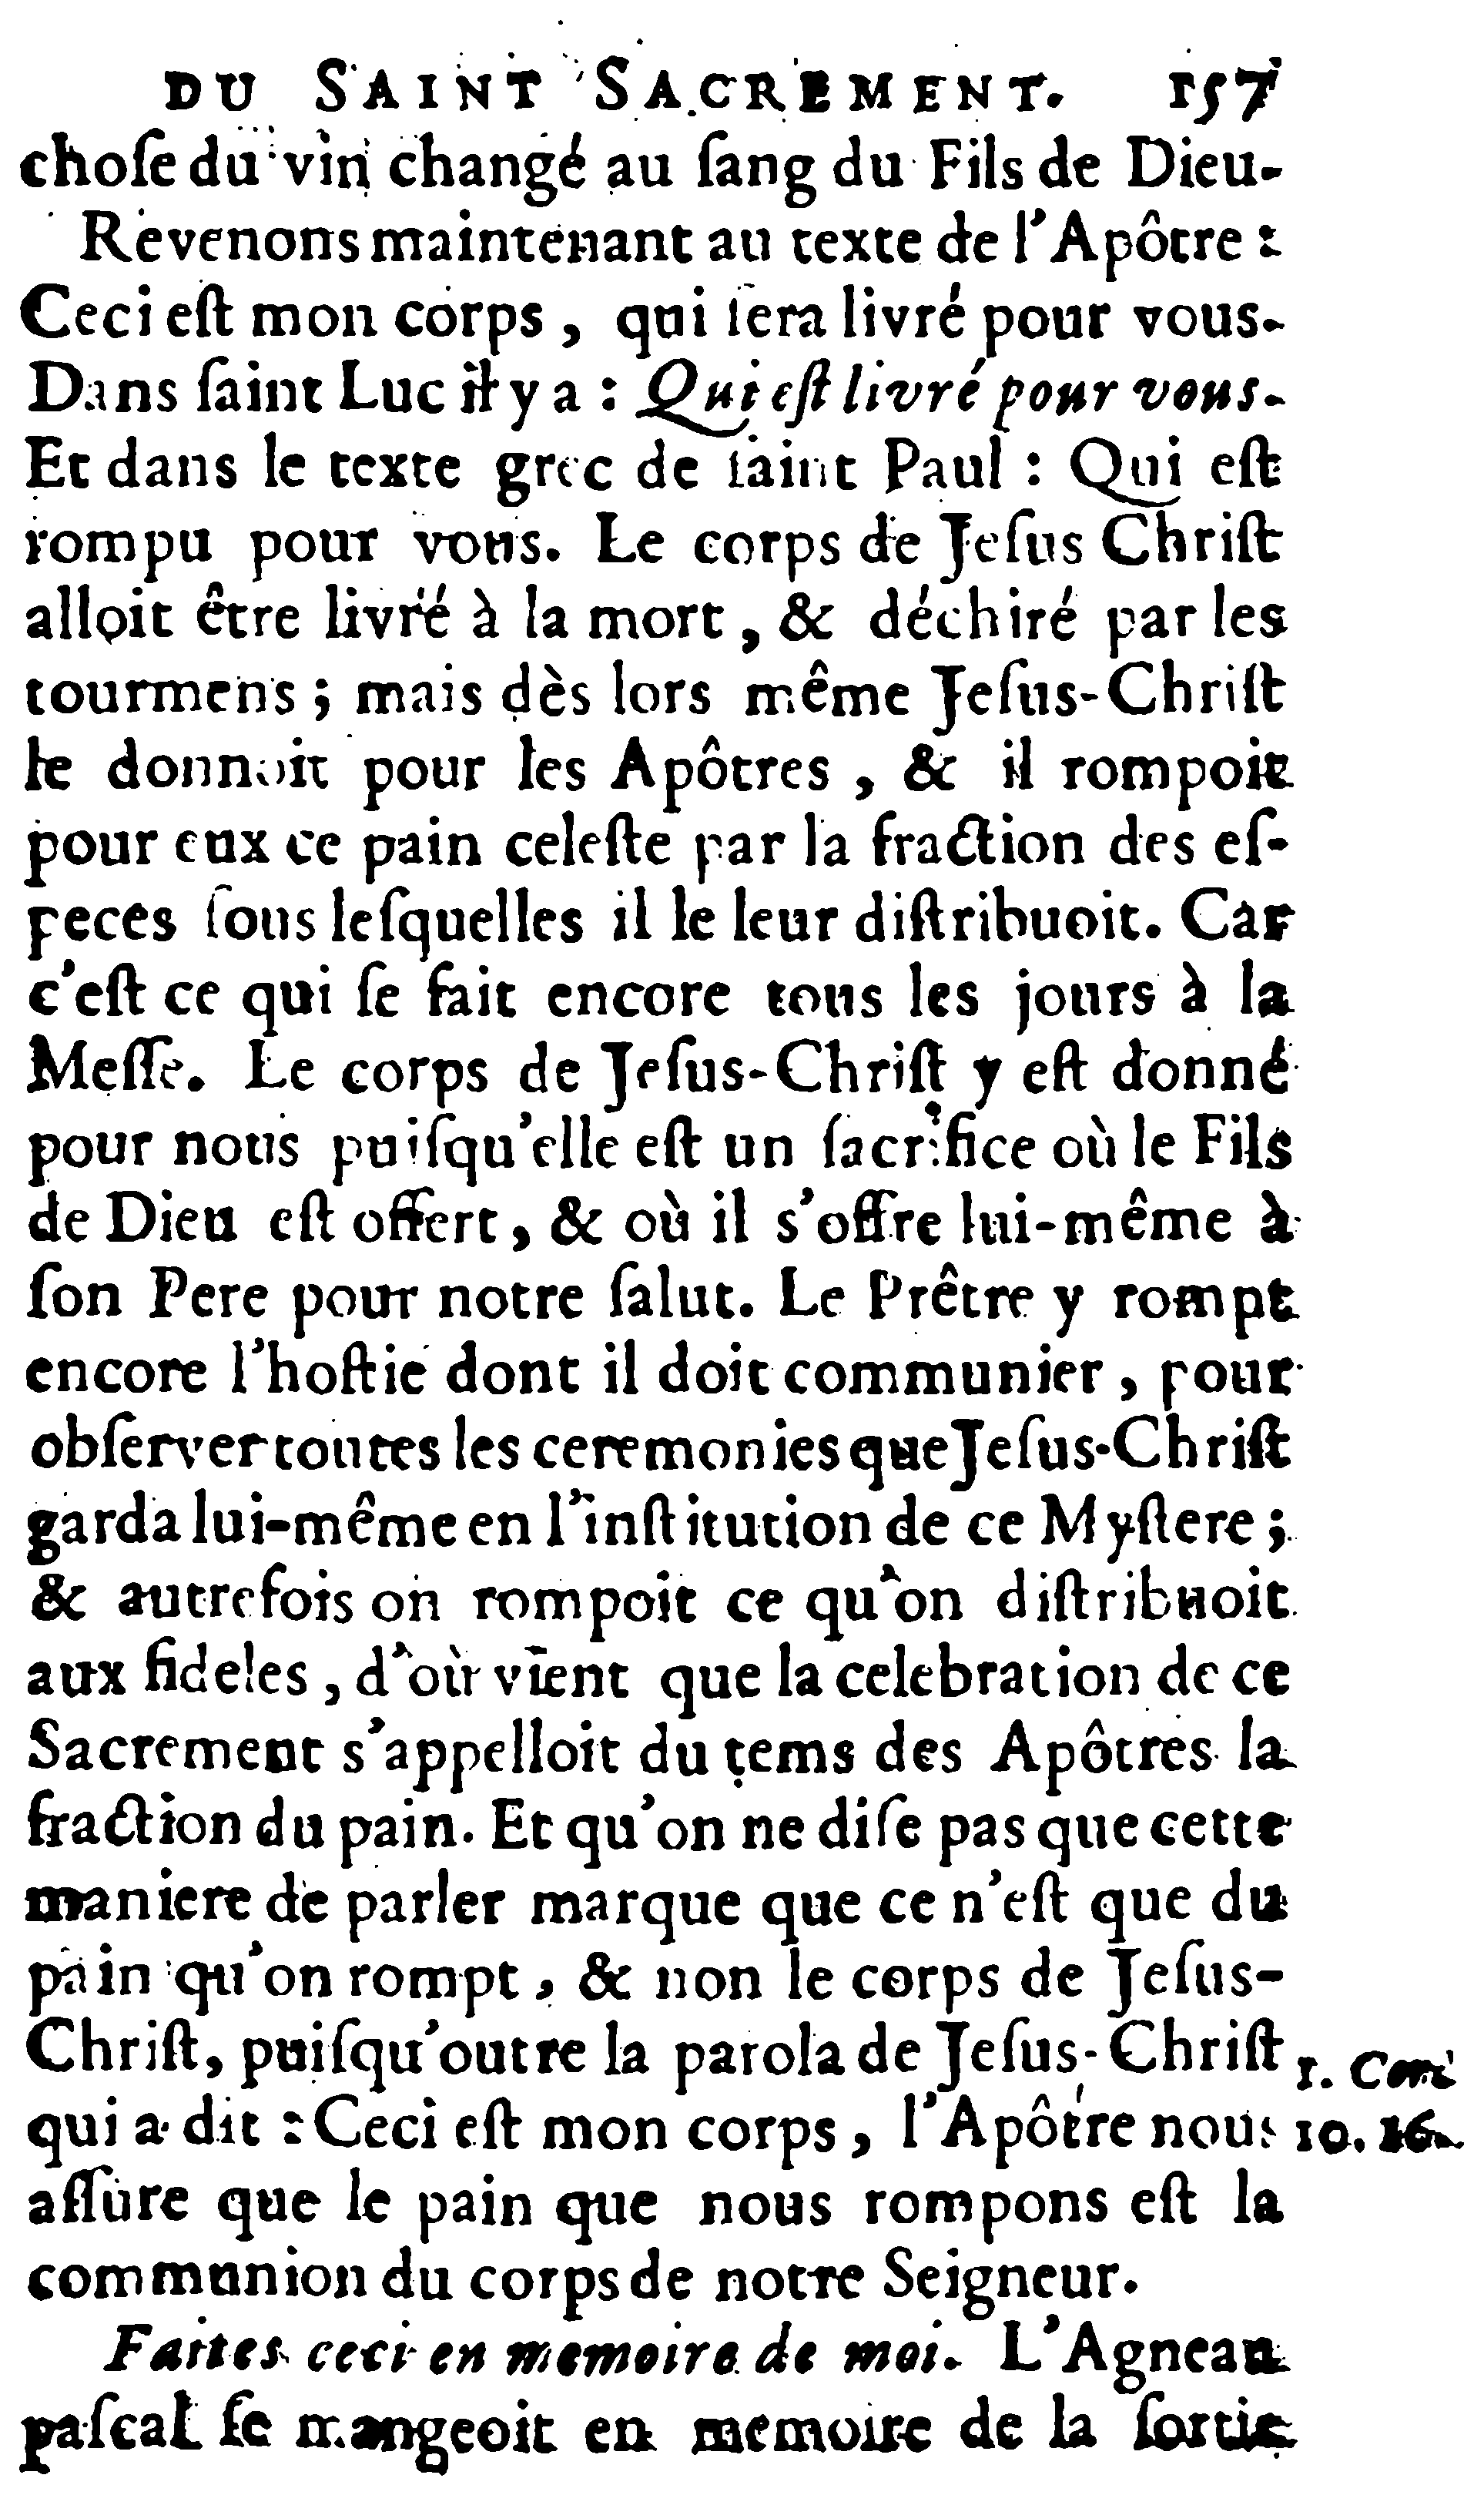 DU SAINT SACREMENT. 157
choſe du vin changé au ſang du Fils de Dieu.
Revenons maintenant au texte de l'Apôtre :
Ceci eſt mon corps, qui ſera livré pour vous.
Dans ſaint Luc il y a : Qui eſt livré pour vous.
Et dans le texte grec de ſaint Paul : Qui eſt
rompu pour vous. Le corps de Jeſus Chriſt
alloit être livré à la mort, & déchiré par les
tourmens ; mais dès lors même Jeſus-Chriſt
le donnoit pour les Apôtres, & il rompoit
pour eux ce pain celeſte par la fraction des eſ-
peces ſous leſquelles il le leur diſtribuoit. Car
c'eſt ce qui ſe fait encore tous les jours à la
Meſſe. Le corps de Jeſus-Chriſt y eſt donné
pour nous puiſqu'elle eſt un ſacrifice où le Fils
de Dieu eſt offert, & où il s'offre lui-même à
ſon Pere pour notre ſalut. Le Prêtre y rompt
encore l'hoſtie dont il doit communier, pour
obſerver toutes les ceremonies que Jeſus-Chriſt
garda lui-même en l'inſtitution de ce Myſtere ;
& autrefois on rompoit ce qu'on diſtribuoit
aux fideles, d'où vient que la celebration de ce
Sacrement s'appelloit du tems des Apôtres la
fraction du pain. Et qu'on ne diſe pas que cette
maniere de parler marque que ce n'eſt que du
pain qu'on rompt, & non le corps de Jeſus-
Chriſt, puiſqu'outre la parola de Jeſus-Chriſt
qui a dit : Ceci eſt mon corps, l'Apôtre nous
aſſure que le pain que nous rompons eſt la
communion du corps de notre Seigneur.
Faites ceci en memoire de moi. L'Agneau
paſcal ſe mangeoit en memoire de la ſortie
1. Cor.
10. 16.